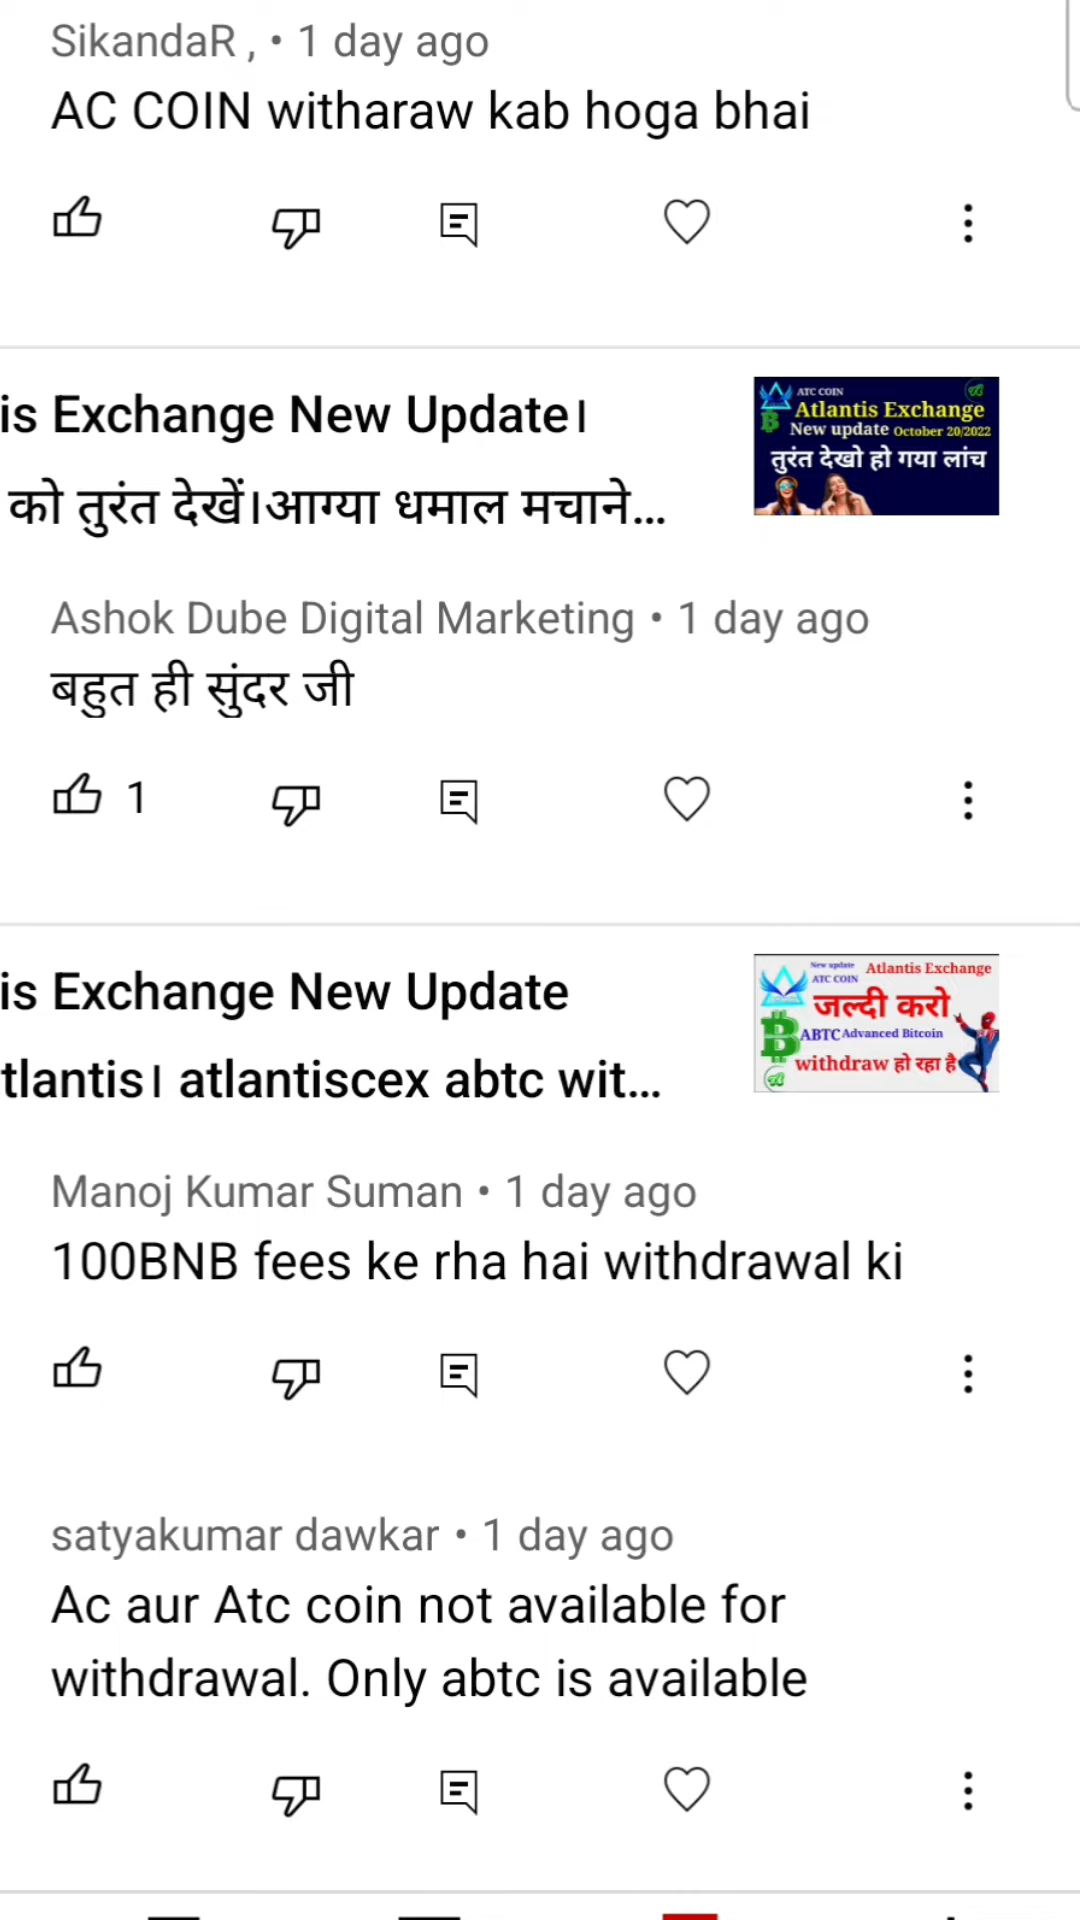 SikandaR , • 1 day ago
AC COIN witharaw kab hoga bhai
is Exchange New Update।
को तुरंत देखें।आग्या धमाल मचाने...
ATC COIN
Atlantis Exchange
New update October 20/2022
तुरंत देखो हो गया लांच
Ashok Dube Digital Marketing • 1 day ago
बहुत ही सुंदर जी
1
is Exchange New Update
tlantis। atlantiscex abtc wit...
New update Atlantis Exchange
ATC COIN
जल्दी करो
ABTC Advanced Bitcoin
withdraw हो रहा है
Manoj Kumar Suman • 1 day ago
100BNB fees ke rha hai withdrawal ki
satyakumar dawkar • 1 day ago
Ac aur Atc coin not available for
withdrawal. Only abtc is available